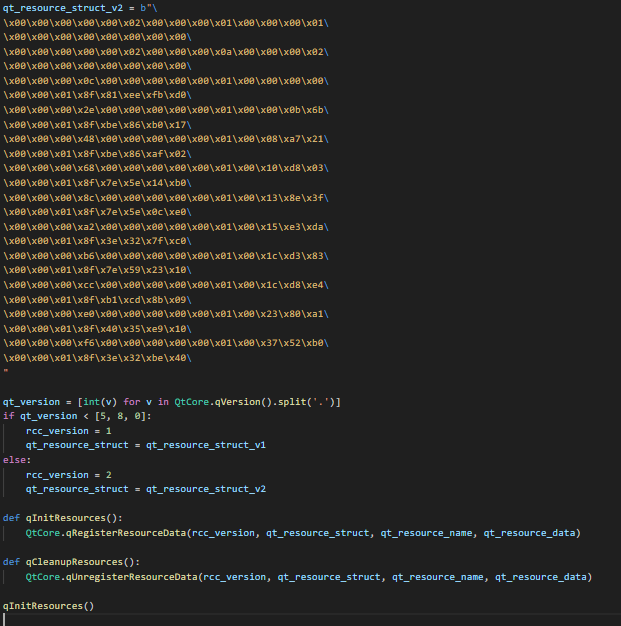 qt_resource_struct_v2 = b"\
\x00\x00\x00\x00\x00\x02\x00\x00\x00\x01\x00\x00\x00\x01\
\x00\x00\x00\x00\x00\x00\x00\x00\
\x00\x00\x00\x00\x00\x02\x00\x00\x00\x0a\x00\x00\x00\x02\
\x00\x00\x00\x00\x00\x00\x00\x00\
\x00\x00\x00\x0c\x00\x00\x00\x00\x00\x01\x00\x00\x00\x00\
\x00\x00\x01\x8f\x81\xee\xfb\xd0\
\x00\x00\x00\x2e\x00\x00\x00\x00\x00\x01\x00\x00\x0b\x6b\
\x00\x00\x01\x8f\xbe\x86\xb0\x17\
\x00\x00\x00\x48\x00\x00\x00\x00\x00\x01\x00\x08\xa7\x21\
\x00\x00\x01\x8f\xbe\x86\xaf\x02\
\x00\x00\x00\x68\x00\x00\x00\x00\x00\x01\x00\x10\xd8\x03\
\x00\x00\x01\x8f\x7e\x5e\x14\xb0\
\x00\x00\x00\x8c\x00\x00\x00\x00\x00\x01\x00\x13\x8e\x3f\
\x00\x00\x01\x8f\x7e\x5e\x0c\xe0\
\x00\x00\x00\xa2\x00\x00\x00\x00\x00\x01\x00\x15\xe3\xda\
\x00\x00\x01\x8f\x3e\x32\x7f\xc0\
\x00\x00\x00\xb6\x00\x00\x00\x00\x00\x01\x00\x1c\xd3\x83\
\x00\x00\x01\x8f\x7e\x59\x23\x10\
\x00\x00\x00\xcc\x00\x00\x00\x00\x00\x01\x00\x1c\xd8\xe4\
\x00\x00\x01\x8f\xb1\xcd\x8b\x09\
\x00\x00\x00\xe0\x00\x00\x00\x00\x00\x01\x00\x23\x80\xa1\
\x00\x00\x01\x8f\x40\x35\xe9\x10\
\x00\x00\x00\xf6\x00\x00\x00\x00\x00\x01\x00\x37\x52\xb0\
\x00\x00\x01\x8f\x3e\x32\xbe\x40\
"
qt_version = [int(v) for v in QtCore.qVersion().split('.')]
if qt_version < [5, 8, 0]:
    rcc_version = 1
    qt_resource_struct = qt_resource_struct_v1
else:
    rcc_version = 2
    qt_resource_struct = qt_resource_struct_v2
def qInitResources():
    QtCore.qRegisterResourceData(rcc_version, qt_resource_struct, qt_resource_name, qt_resource_data)
def qCleanupResources():
    QtCore.qUnregisterResourceData(rcc_version, qt_resource_struct, qt_resource_name, qt_resource_data)
qInitResources()